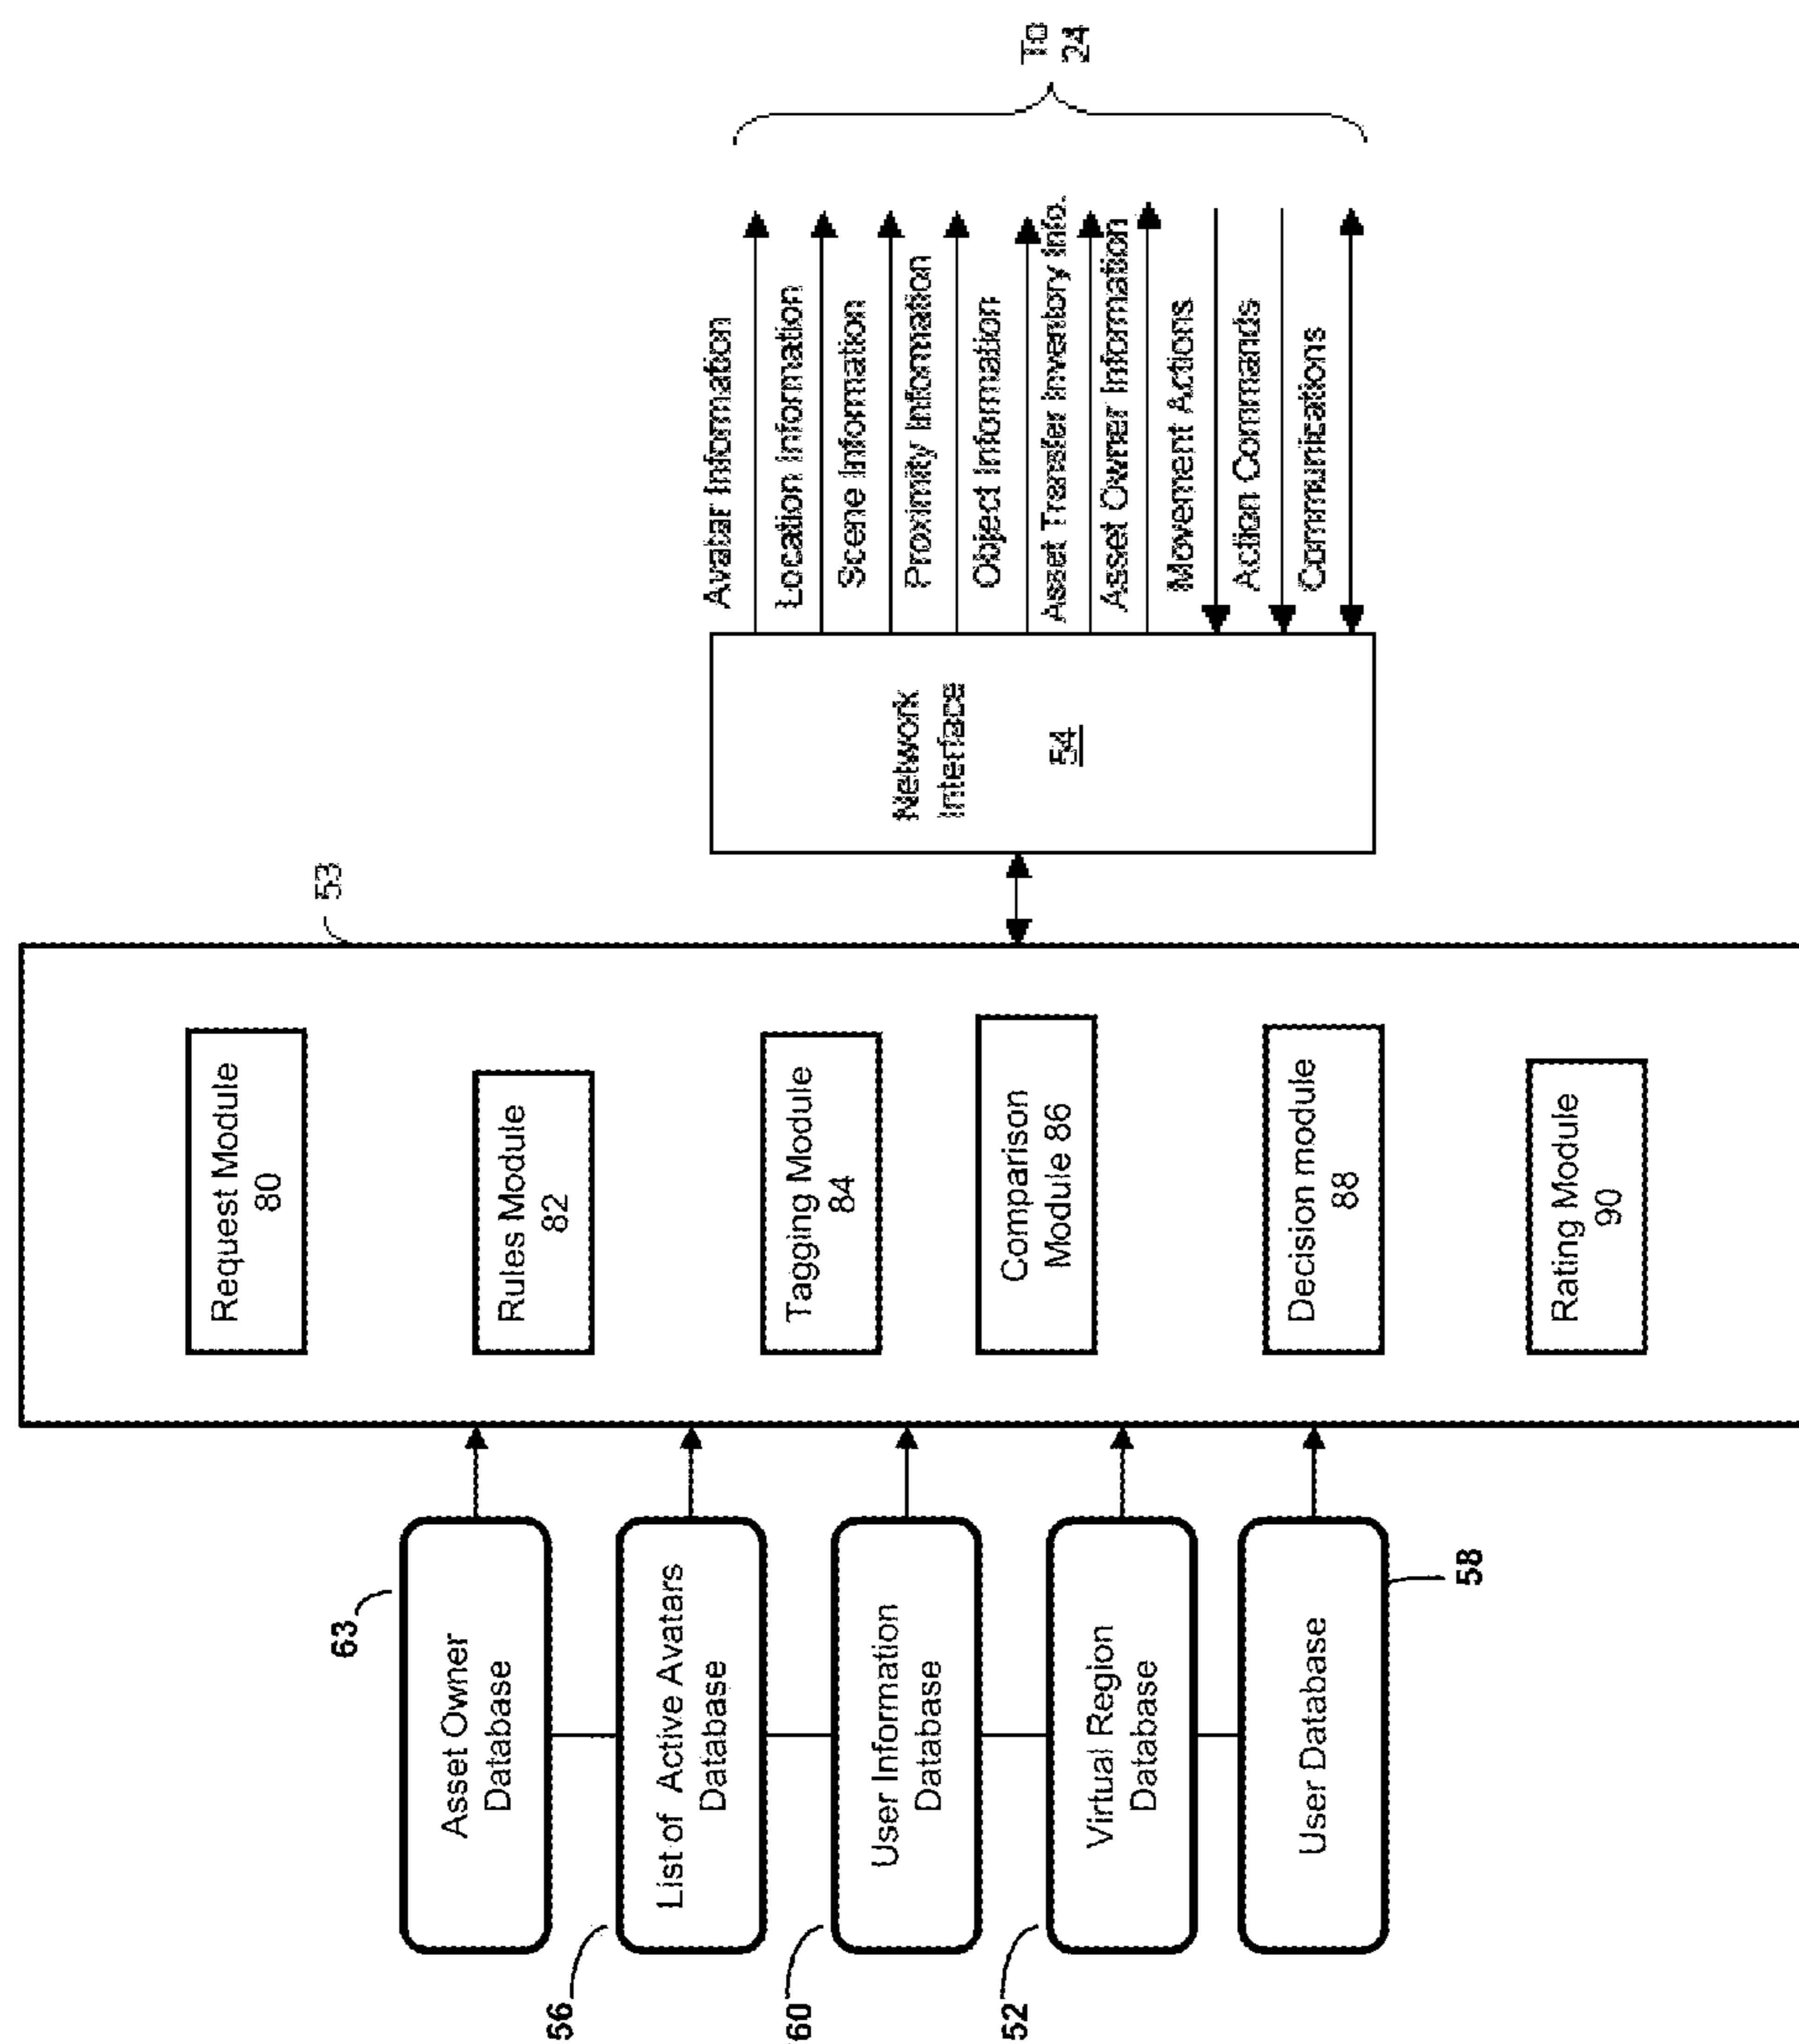 63
Asset Owner
Database
56
List of Active Avatars
Database
60
User Information
Database
52
Virtual Region
Database
User Database
58
53
Request Module
80
Rules Module
82
Tagging Module
84
Comparison
Module 86
Decision module
88
Rating Module
90
Network
Interface
54
Avatar Information
Location Information
Scene Information
Proximity Information
Object Information
Asset Transfer Inventory Info.
Asset Owner Information
Movement Actions
Action Commands
Communications
To
24